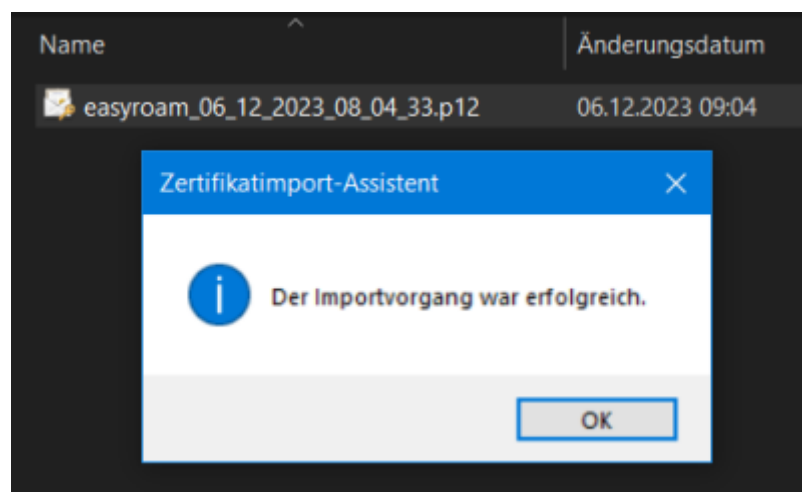 Name Änderungsdatum
easyroam_06_12_2023_08_04_33.p12 06.12.2023 09:04
Zertifikatimport-Assistent
Der Importvorgang war erfolgreich.
OK